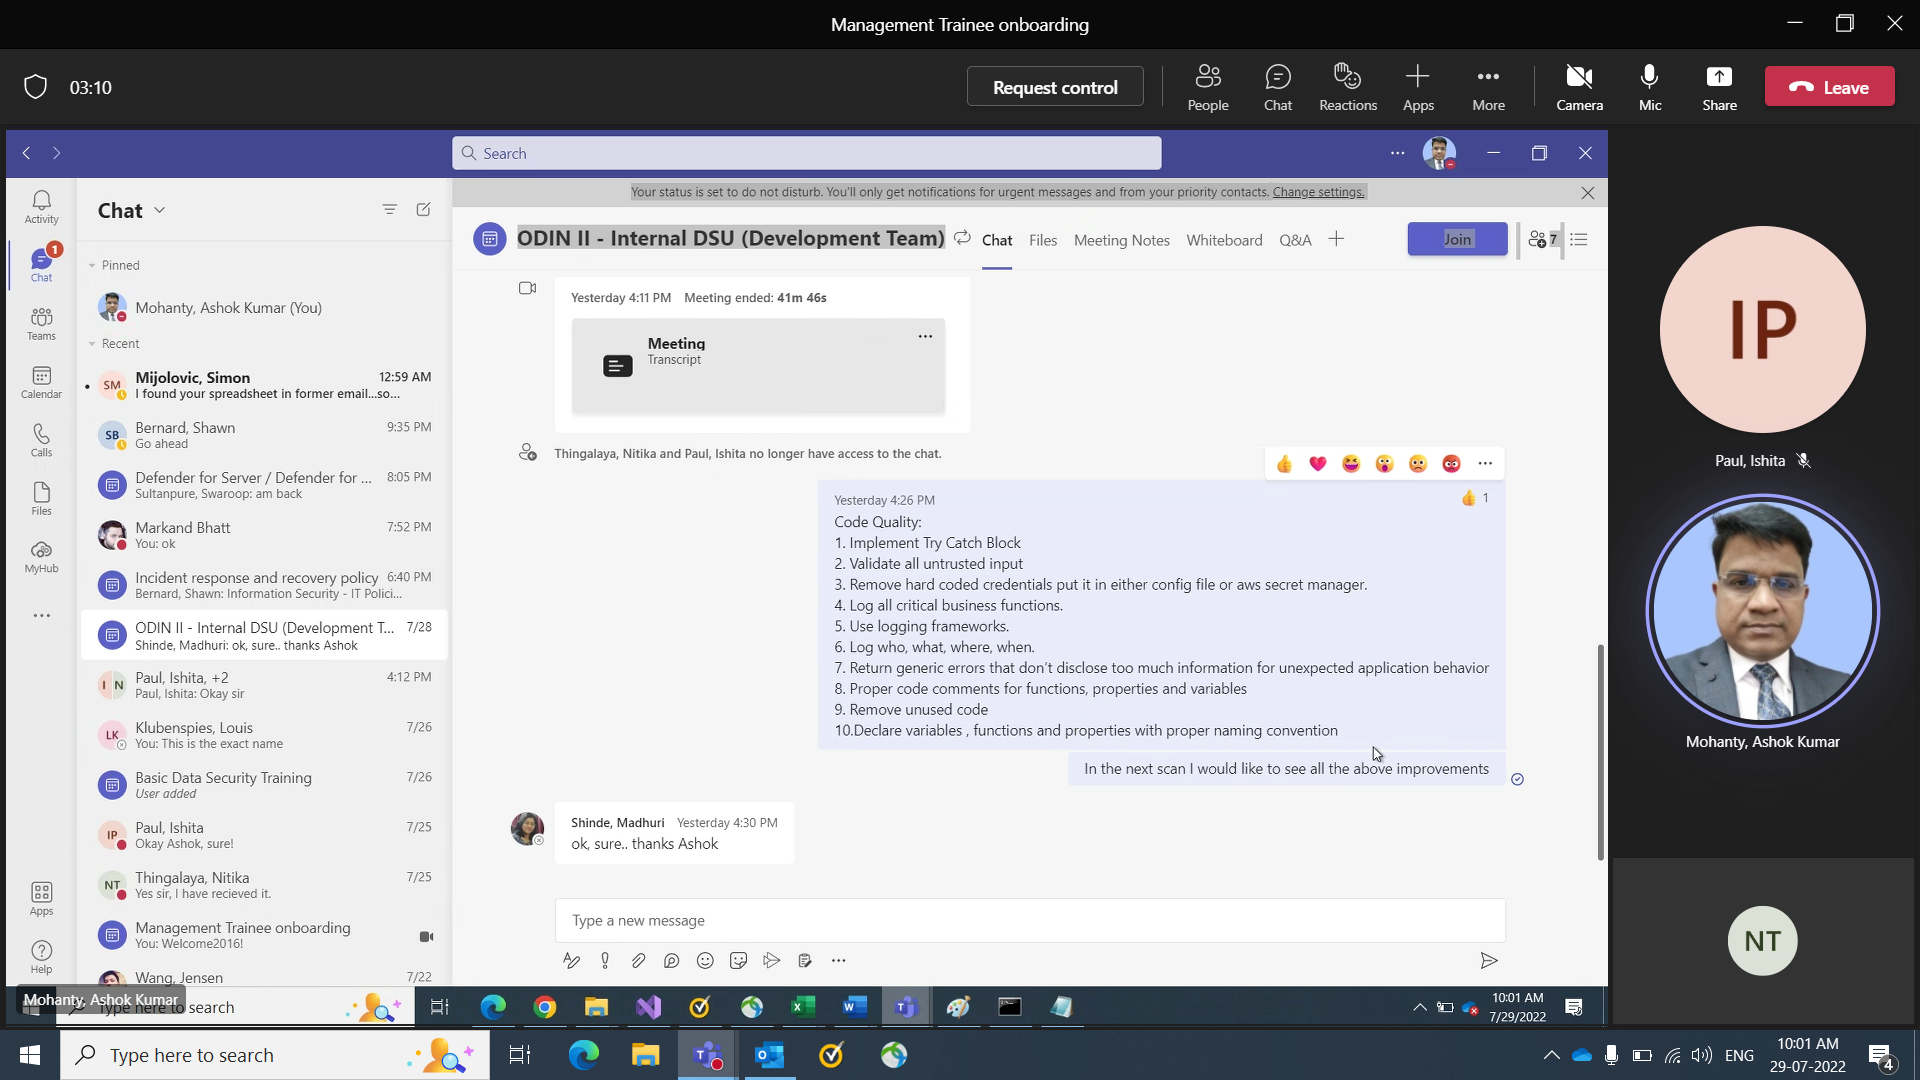 Management Trainee onboarding
03:10
Request control
People
Chat
Reactions
Apps
More
Camera
Mic
Share
Leave
Search
Your status is set to do not disturb. You'll only get notifications for urgent messages and from your priority contacts. Change settings.
Activity
1
Chat
Teams
Calendar
Calls
Files
MyHub
Apps
Help
Chat
Pinned
Mohanty, Ashok Kumar (You)
Recent
SM
Mijolovic, Simon 12:59 AM
I found your spreadsheet in former email...so...
SB
Bernard, Shawn 9:35 PM
Go ahead
Defender for Server / Defender for ... 8:05 PM
Sultanpure, Swaroop: am back
Markand Bhatt 7:52 PM
You: ok
Incident response and recovery policy 6:40 PM
Bernard, Shawn: Information Security - IT Polici...
ODIN II - Internal DSU (Development T... 7/28
Shinde, Madhuri: ok, sure.. thanks Ashok
I N
Paul, Ishita, +2 4:12 PM
Paul, Ishita: Okay sir
LK
Klubenspies, Louis 7/26
You: This is the exact name
Basic Data Security Training 7/26
User added
IP
Paul, Ishita 7/25
Okay Ashok, sure!
NT
Thingalaya, Nitika 7/25
Yes sir, I have recieved it.
Management Trainee onboarding
You: Welcome2016!
Wang, Jensen 7/22
ODIN II - Internal DSU (Development Team)
Chat
Files
Meeting Notes
Whiteboard
Q&A
Join
7
Yesterday 4:11 PM Meeting ended: 41m 46s
Meeting
Transcript
Thingalaya, Nitika and Paul, Ishita no longer have access to the chat.
Yesterday 4:26 PM
1
Code Quality:
1. Implement Try Catch Block
2. Validate all untrusted input
3. Remove hard coded credentials put it in either config file or aws secret manager.
4. Log all critical business functions.
5. Use logging frameworks.
6. Log who, what, where, when.
7. Return generic errors that don't disclose too much information for unexpected application behavior
8. Proper code comments for functions, properties and variables
9. Remove unused code
10.Declare variables , functions and properties with proper naming convention
In the next scan I would like to see all the above improvements
Shinde, Madhuri Yesterday 4:30 PM
ok, sure.. thanks Ashok
Type a new message
IP
Paul, Ishita
Mohanty, Ashok Kumar
NT
Mohanty, Ashok Kumar
Type here to search
10:01 AM
7/29/2022
Type here to search
ENG
10:01 AM
29-07-2022
4